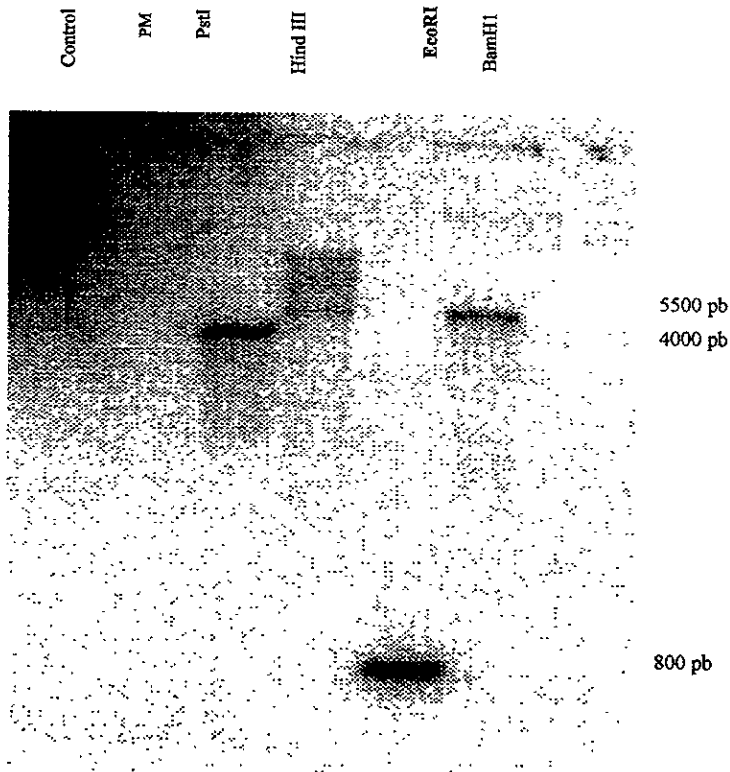 Control
PM
PstI
Hind III
EcoRI
BamH1
5500 pb
4000 pb
800 pb